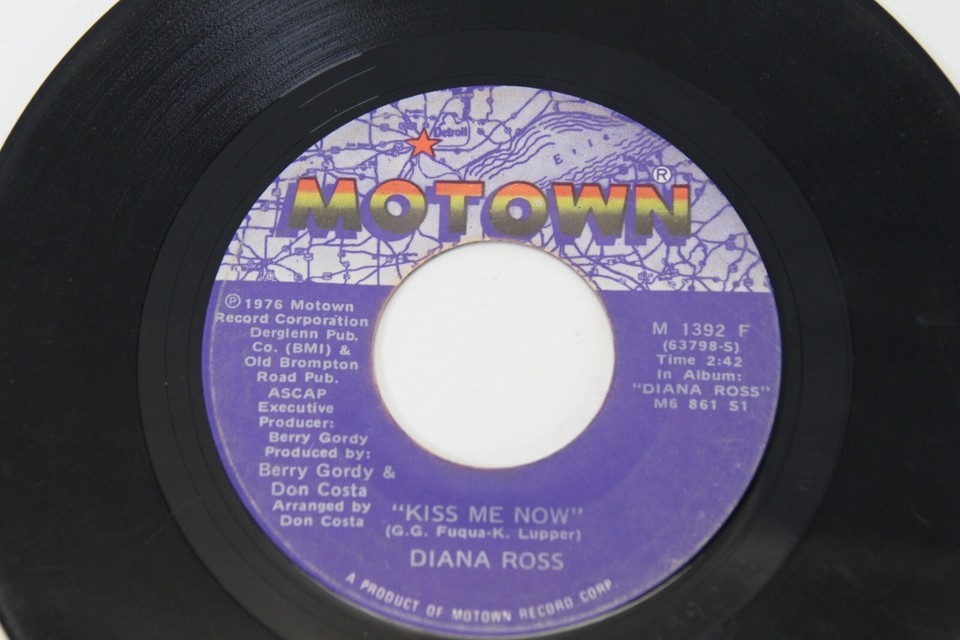 Detroit
Erie
MOTOWN®
℗ 1976 Motown
Record Corporation
Derglenn Pub.
Co. (BMI) &
Old Brompton
Road Pub.
ASCAP
Executive
Producer:
Berry Gordy
Produced by:
Berry Gordy &
Don Costa
Arranged by
Don Costa
M 1392 F
(63798-S)
Time 2:42
In Album:
"DIANA ROSS"
M6 861 S1
"KISS ME NOW"
(G.G. Fuqua-K. Lupper)
DIANA ROSS
A PRODUCT OF MOTOWN RECORD CORP.